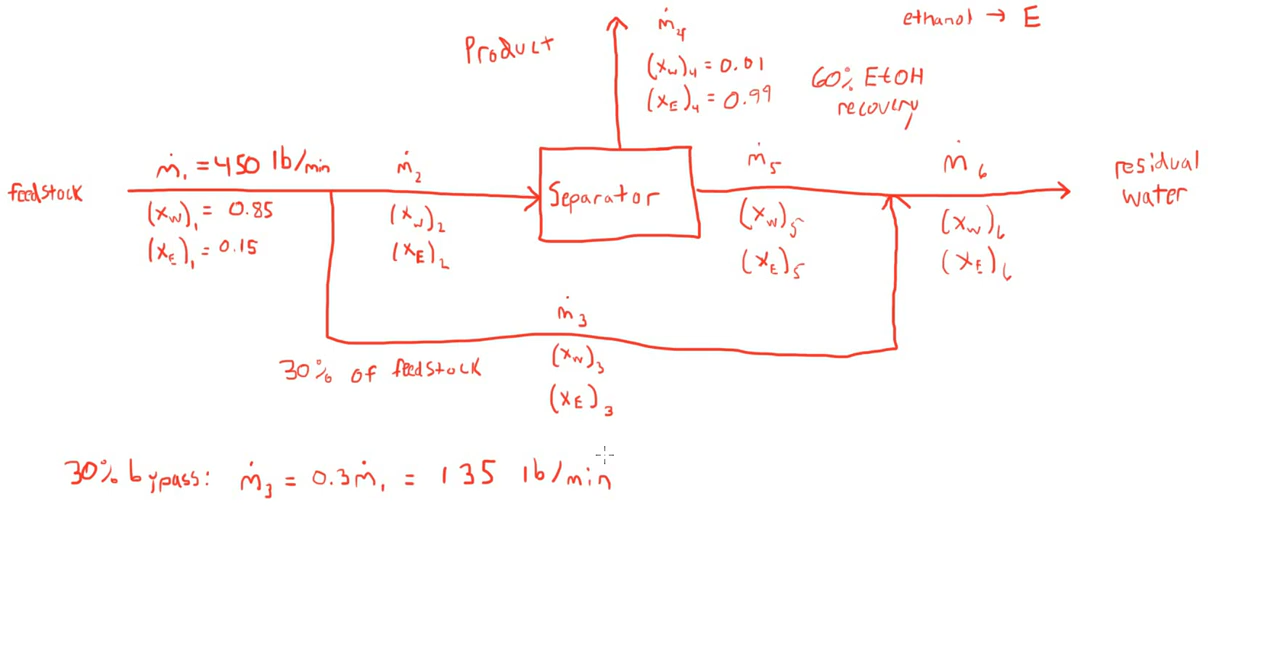 ethanol → E
Product
ṁ₄
(xw)₄ = 0.01
(xE)₄ = 0.99
60% EtOH
recovery
feedstock
ṁ₁ = 450 lb/min
(xw)₁ = 0.85
(xE)₁ = 0.15
ṁ₂
(xw)₂
(xE)₂
Separator
ṁ₅
(xw)₅
(xE)₅
ṁ₆
(xw)₆
(xE)₆
residual
water
ṁ₃
30% of feedstock
(xw)₃
(xE)₃
30% bypass: ṁ₃ = 0.3ṁ₁ = 135 lb/min